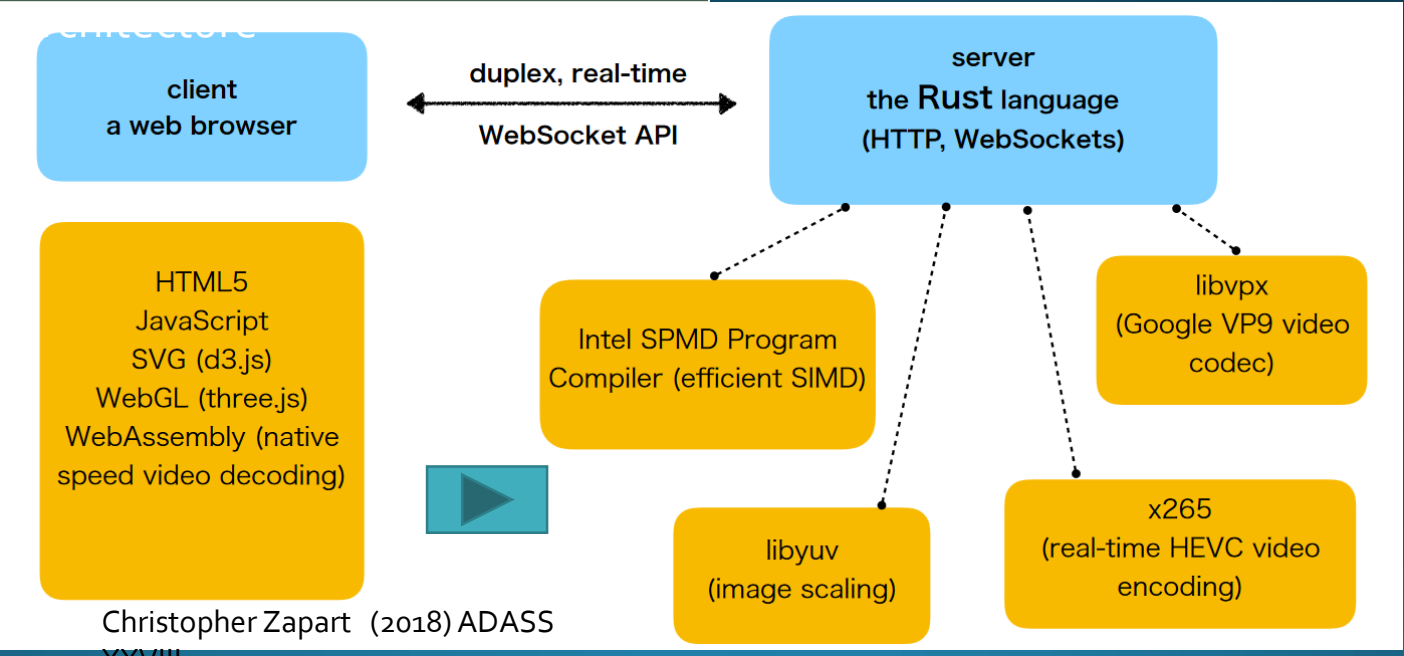 client
a web browser
duplex, real-time
WebSocket API
server
the Rust language
(HTTP, WebSockets)
HTML5
JavaScript
SVG (d3.js)
WebGL (three.js)
WebAssembly (native
speed video decoding)
Intel SPMD Program
Compiler (efficient SIMD)
libvpx
(Google VP9 video
codec)
libyuv
(image scaling)
x265
(real-time HEVC video
encoding)
Christopher Zapart (2018) ADASS